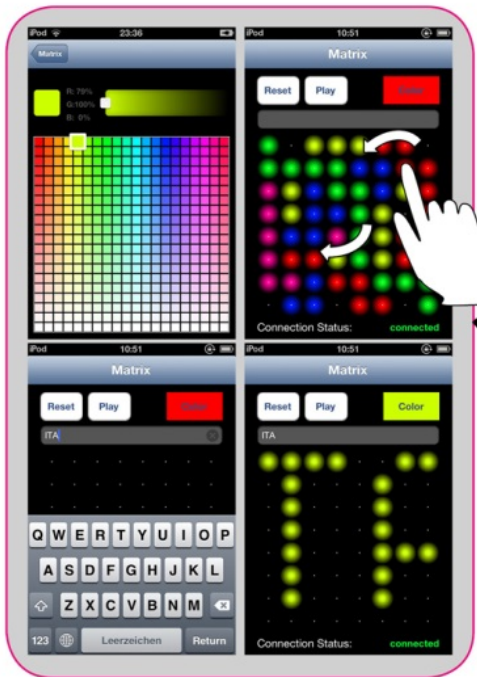 iPod 23:36
Matrix
R: 79%
G:100%
B: 0%
iPod 10:51
Matrix
Reset Play Color
Connection Status: connected
iPod 10:51
Matrix
Reset Play Color
ITA
Q W E R T Y U I O P
A S D F G H J K L
Z X C V B N M
123 Leerzeichen Return
iPod 10:51
Matrix
Reset Play Color
ITA
Connection Status: connected